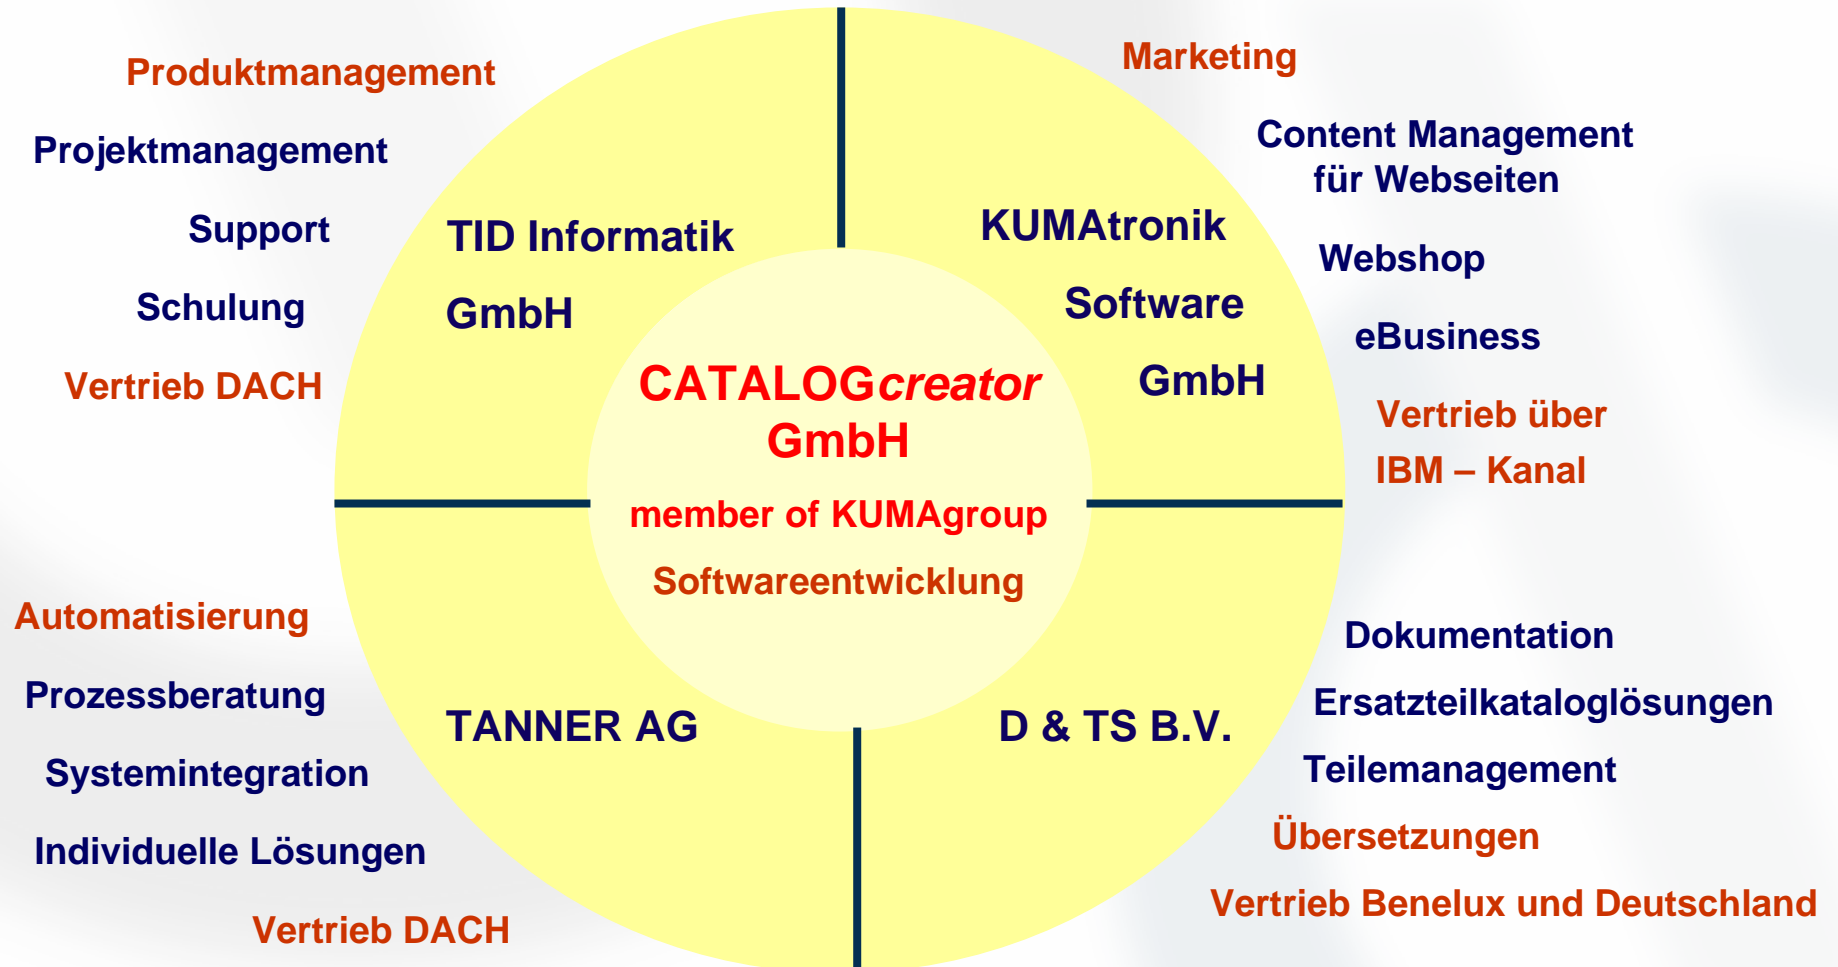 Produktmanagement
Projektmanagement
Support
Schulung
Vertrieb DACH
TID Informatik
GmbH
Marketing
Content Management
für Webseiten
Webshop
eBusiness
Vertrieb über
IBM – Kanal
KUMAtronik
Software
GmbH
CATALOGcreator
GmbH
member of KUMAgroup
Softwareentwicklung
Automatisierung
Prozessberatung
Systemintegration
Individuelle Lösungen
Vertrieb DACH
TANNER AG
D & TS B.V.
Dokumentation
Ersatzteilkataloglösungen
Teilemanagement
Übersetzungen
Vertrieb Benelux und Deutschland